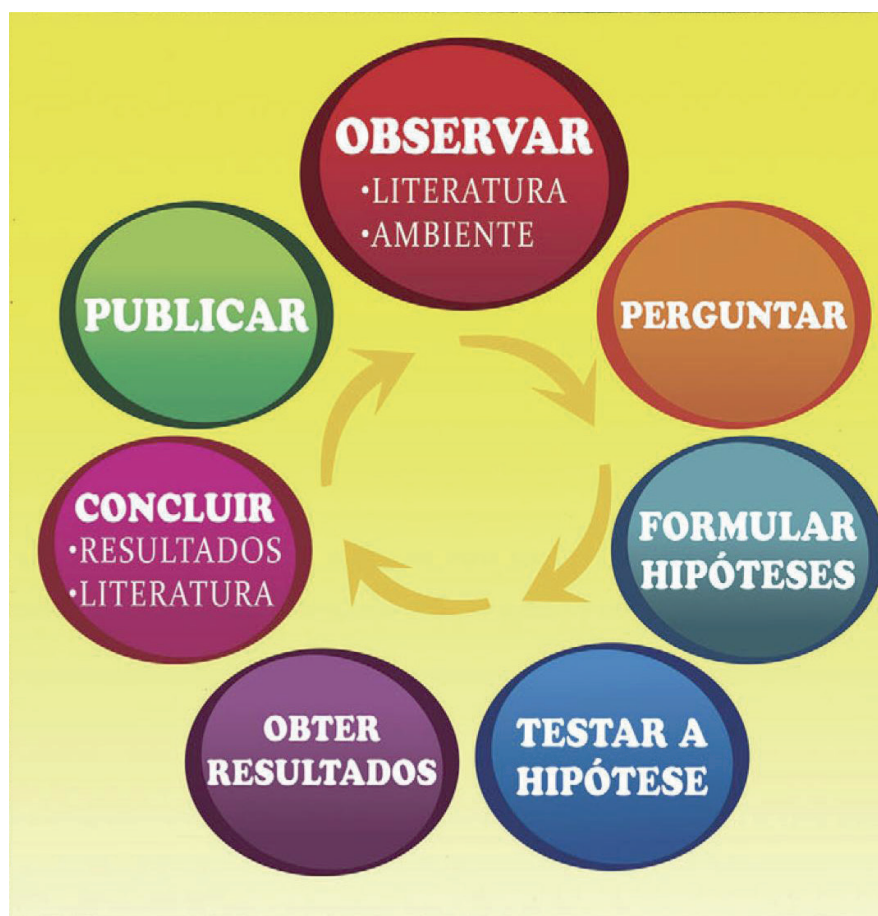 OBSERVAR
•LITERATURA
•AMBIENTE
PERGUNTAR
FORMULAR
HIPÓTESES
TESTAR A
HIPÓTESE
OBTER
RESULTADOS
CONCLUIR
•RESULTADOS
•LITERATURA
PUBLICAR